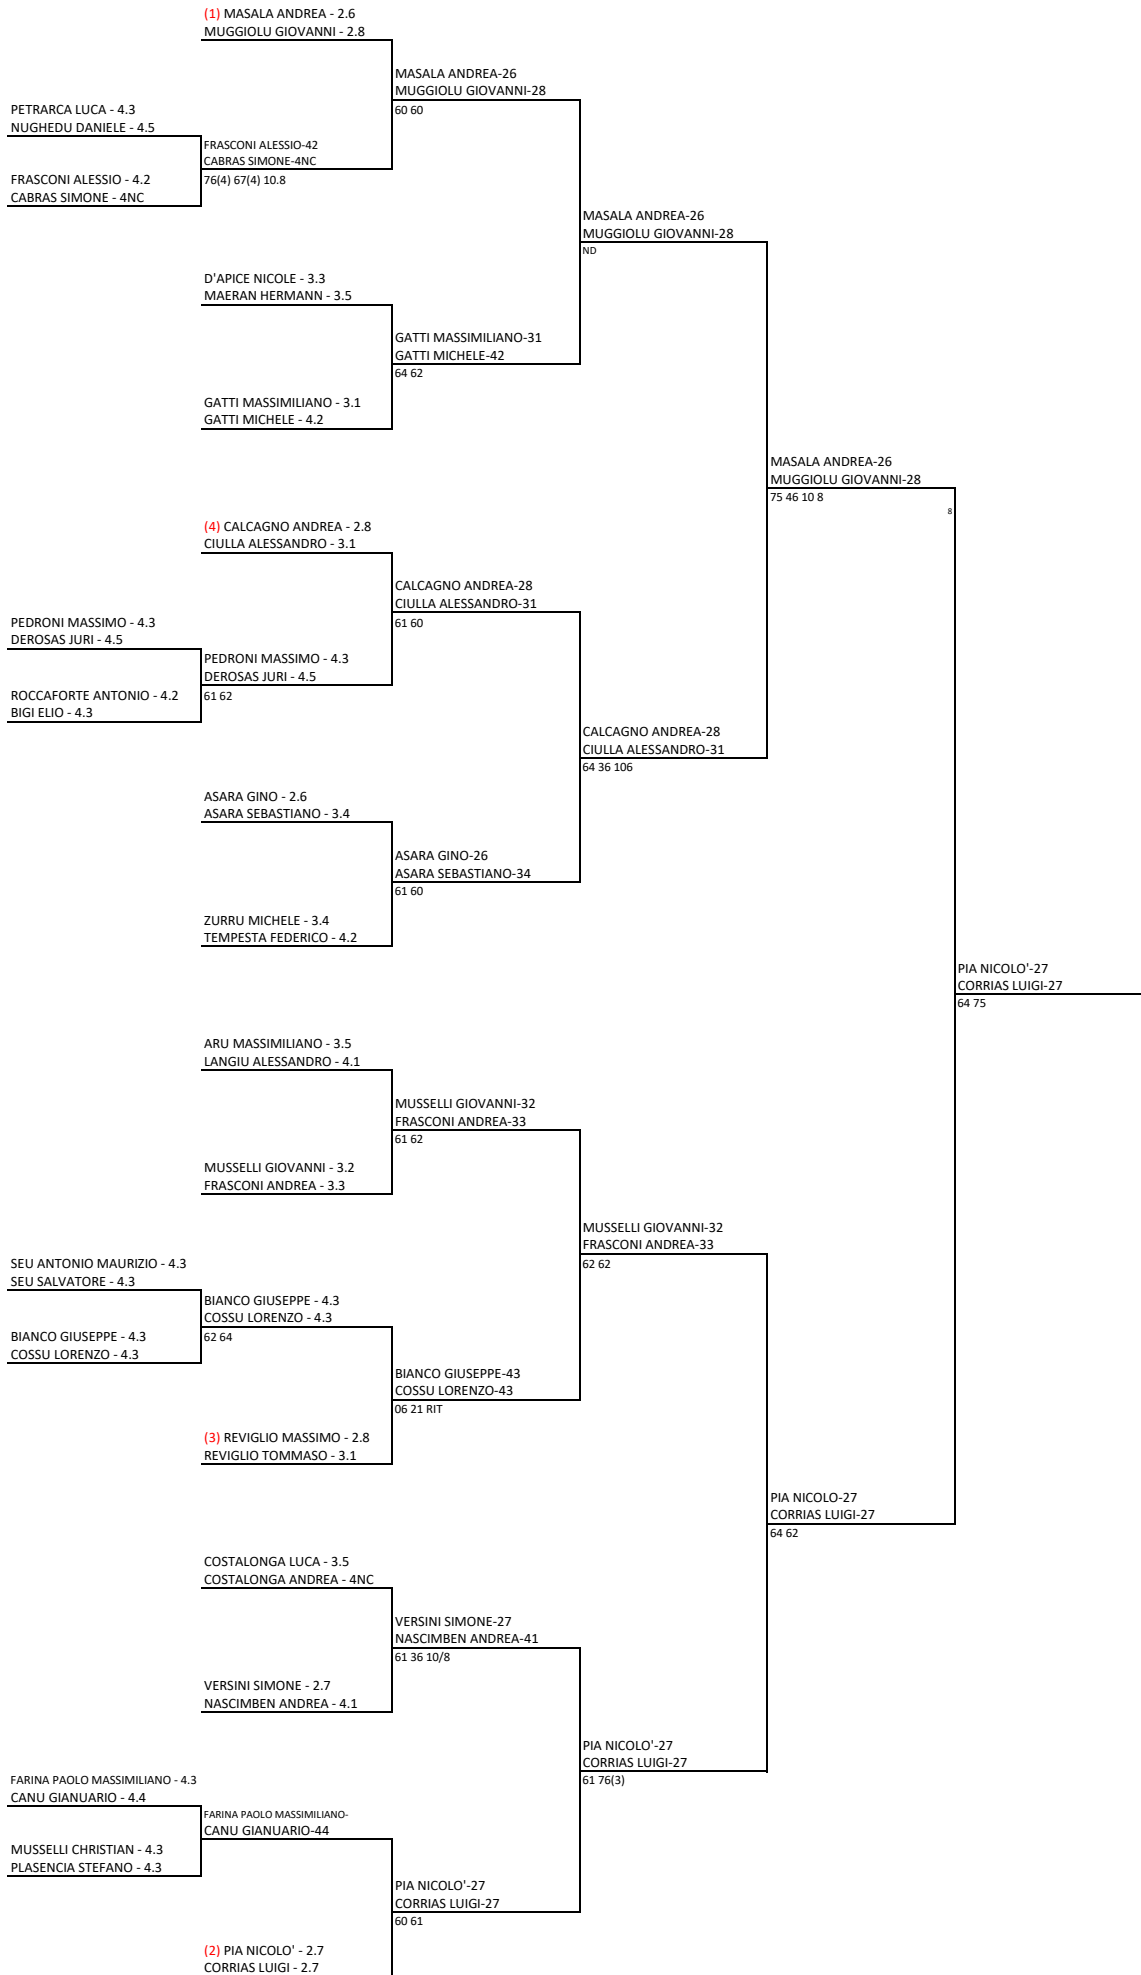 (1) MASALA ANDREA - 2.6
MUGGIOLU GIOVANNI - 2.8
MASALA ANDREA-26
MUGGIOLU GIOVANNI-28
60 60
PETRARCA LUCA - 4.3
NUGHEDU DANIELE - 4.5
FRASCONI ALESSIO-42
CABRAS SIMONE-4NC
76(4) 67(4) 10.8
FRASCONI ALESSIO - 4.2
CABRAS SIMONE - 4NC
MASALA ANDREA-26
MUGGIOLU GIOVANNI-28
ND
D'APICE NICOLE - 3.3
MAERAN HERMANN - 3.5
GATTI MASSIMILIANO-31
GATTI MICHELE-42
64 62
GATTI MASSIMILIANO - 3.1
GATTI MICHELE - 4.2
MASALA ANDREA-26
MUGGIOLU GIOVANNI-28
75 46 10 8
8
(4) CALCAGNO ANDREA - 2.8
CIULLA ALESSANDRO - 3.1
CALCAGNO ANDREA-28
CIULLA ALESSANDRO-31
61 60
PEDRONI MASSIMO - 4.3
DEROSAS JURI - 4.5
PEDRONI MASSIMO - 4.3
DEROSAS JURI - 4.5
61 62
ROCCAFORTE ANTONIO - 4.2
BIGI ELIO - 4.3
CALCAGNO ANDREA-28
CIULLA ALESSANDRO-31
64 36 106
ASARA GINO - 2.6
ASARA SEBASTIANO - 3.4
ASARA GINO-26
ASARA SEBASTIANO-34
61 60
ZURRU MICHELE - 3.4
TEMPESTA FEDERICO - 4.2
PIA NICOLO'-27
CORRIAS LUIGI-27
64 75
ARU MASSIMILIANO - 3.5
LANGIU ALESSANDRO - 4.1
MUSSELLI GIOVANNI-32
FRASCONI ANDREA-33
61 62
MUSSELLI GIOVANNI - 3.2
FRASCONI ANDREA - 3.3
MUSSELLI GIOVANNI-32
FRASCONI ANDREA-33
62 62
SEU ANTONIO MAURIZIO - 4.3
SEU SALVATORE - 4.3
BIANCO GIUSEPPE - 4.3
COSSU LORENZO - 4.3
62 64
BIANCO GIUSEPPE - 4.3
COSSU LORENZO - 4.3
BIANCO GIUSEPPE-43
COSSU LORENZO-43
06 21 RIT
(3) REVIGLIO MASSIMO - 2.8
REVIGLIO TOMMASO - 3.1
PIA NICOLO-27
CORRIAS LUIGI-27
64 62
COSTALONGA LUCA - 3.5
COSTALONGA ANDREA - 4NC
VERSINI SIMONE-27
NASCIMBEN ANDREA-41
61 36 10/8
VERSINI SIMONE - 2.7
NASCIMBEN ANDREA - 4.1
PIA NICOLO'-27
CORRIAS LUIGI-27
61 76(3)
FARINA PAOLO MASSIMILIANO - 4.3
CANU GIANUARIO - 4.4
FARINA PAOLO MASSIMILIANO-
CANU GIANUARIO-44
MUSSELLI CHRISTIAN - 4.3
PLASENCIA STEFANO - 4.3
PIA NICOLO'-27
CORRIAS LUIGI-27
60 61
(2) PIA NICOLO' - 2.7
CORRIAS LUIGI - 2.7